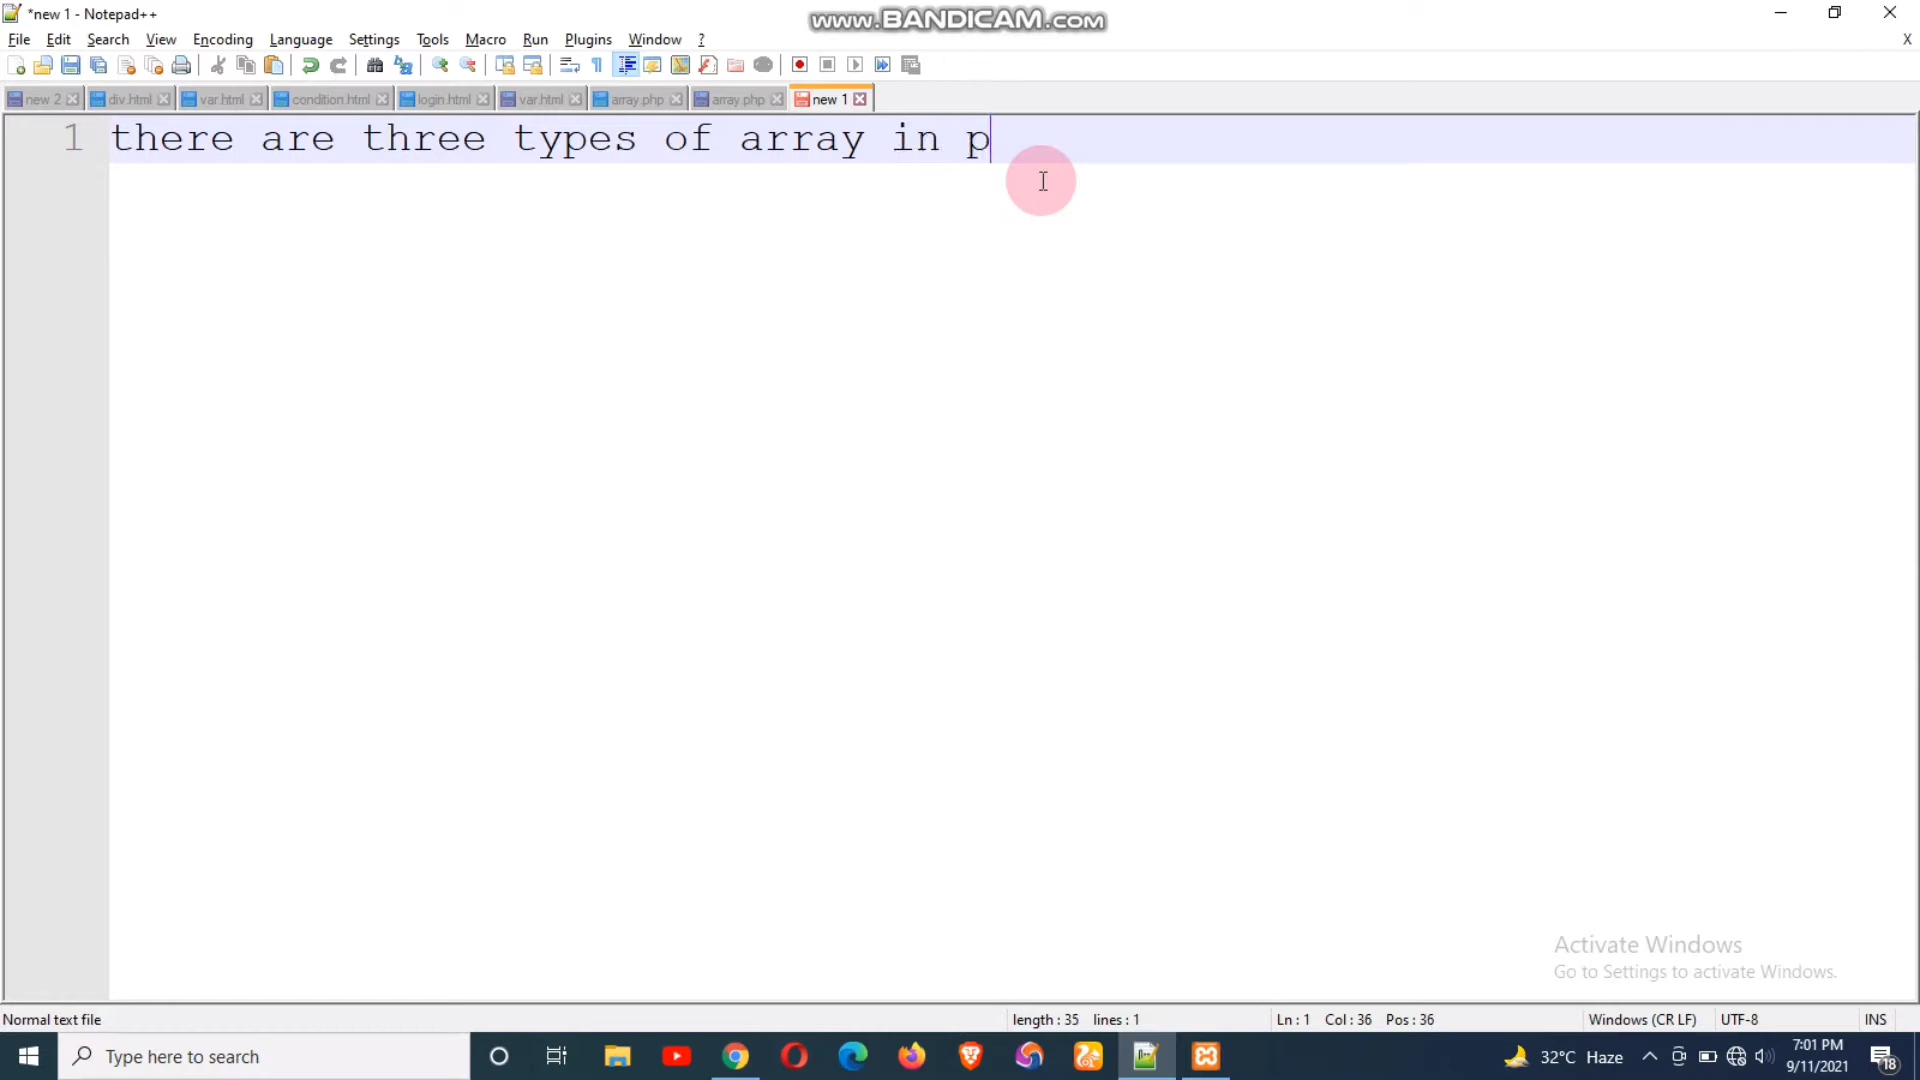 *new 1 - Notepad++
www.BANDICAM.com
File Edit Search View Encoding Language Settings Tools Macro Run Plugins Window ? X
new 2 div.html var.html condition.html login.html var.html array.php array.php new 1
1 there are three types of array in p
Activate Windows
Go to Settings to activate Windows.
Normal text file length : 35 lines : 1 Ln : 1 Col : 36 Pos : 36 Windows (CR LF) UTF-8 INS
Type here to search 32°C Haze 7:01 PM
9/11/2021 18